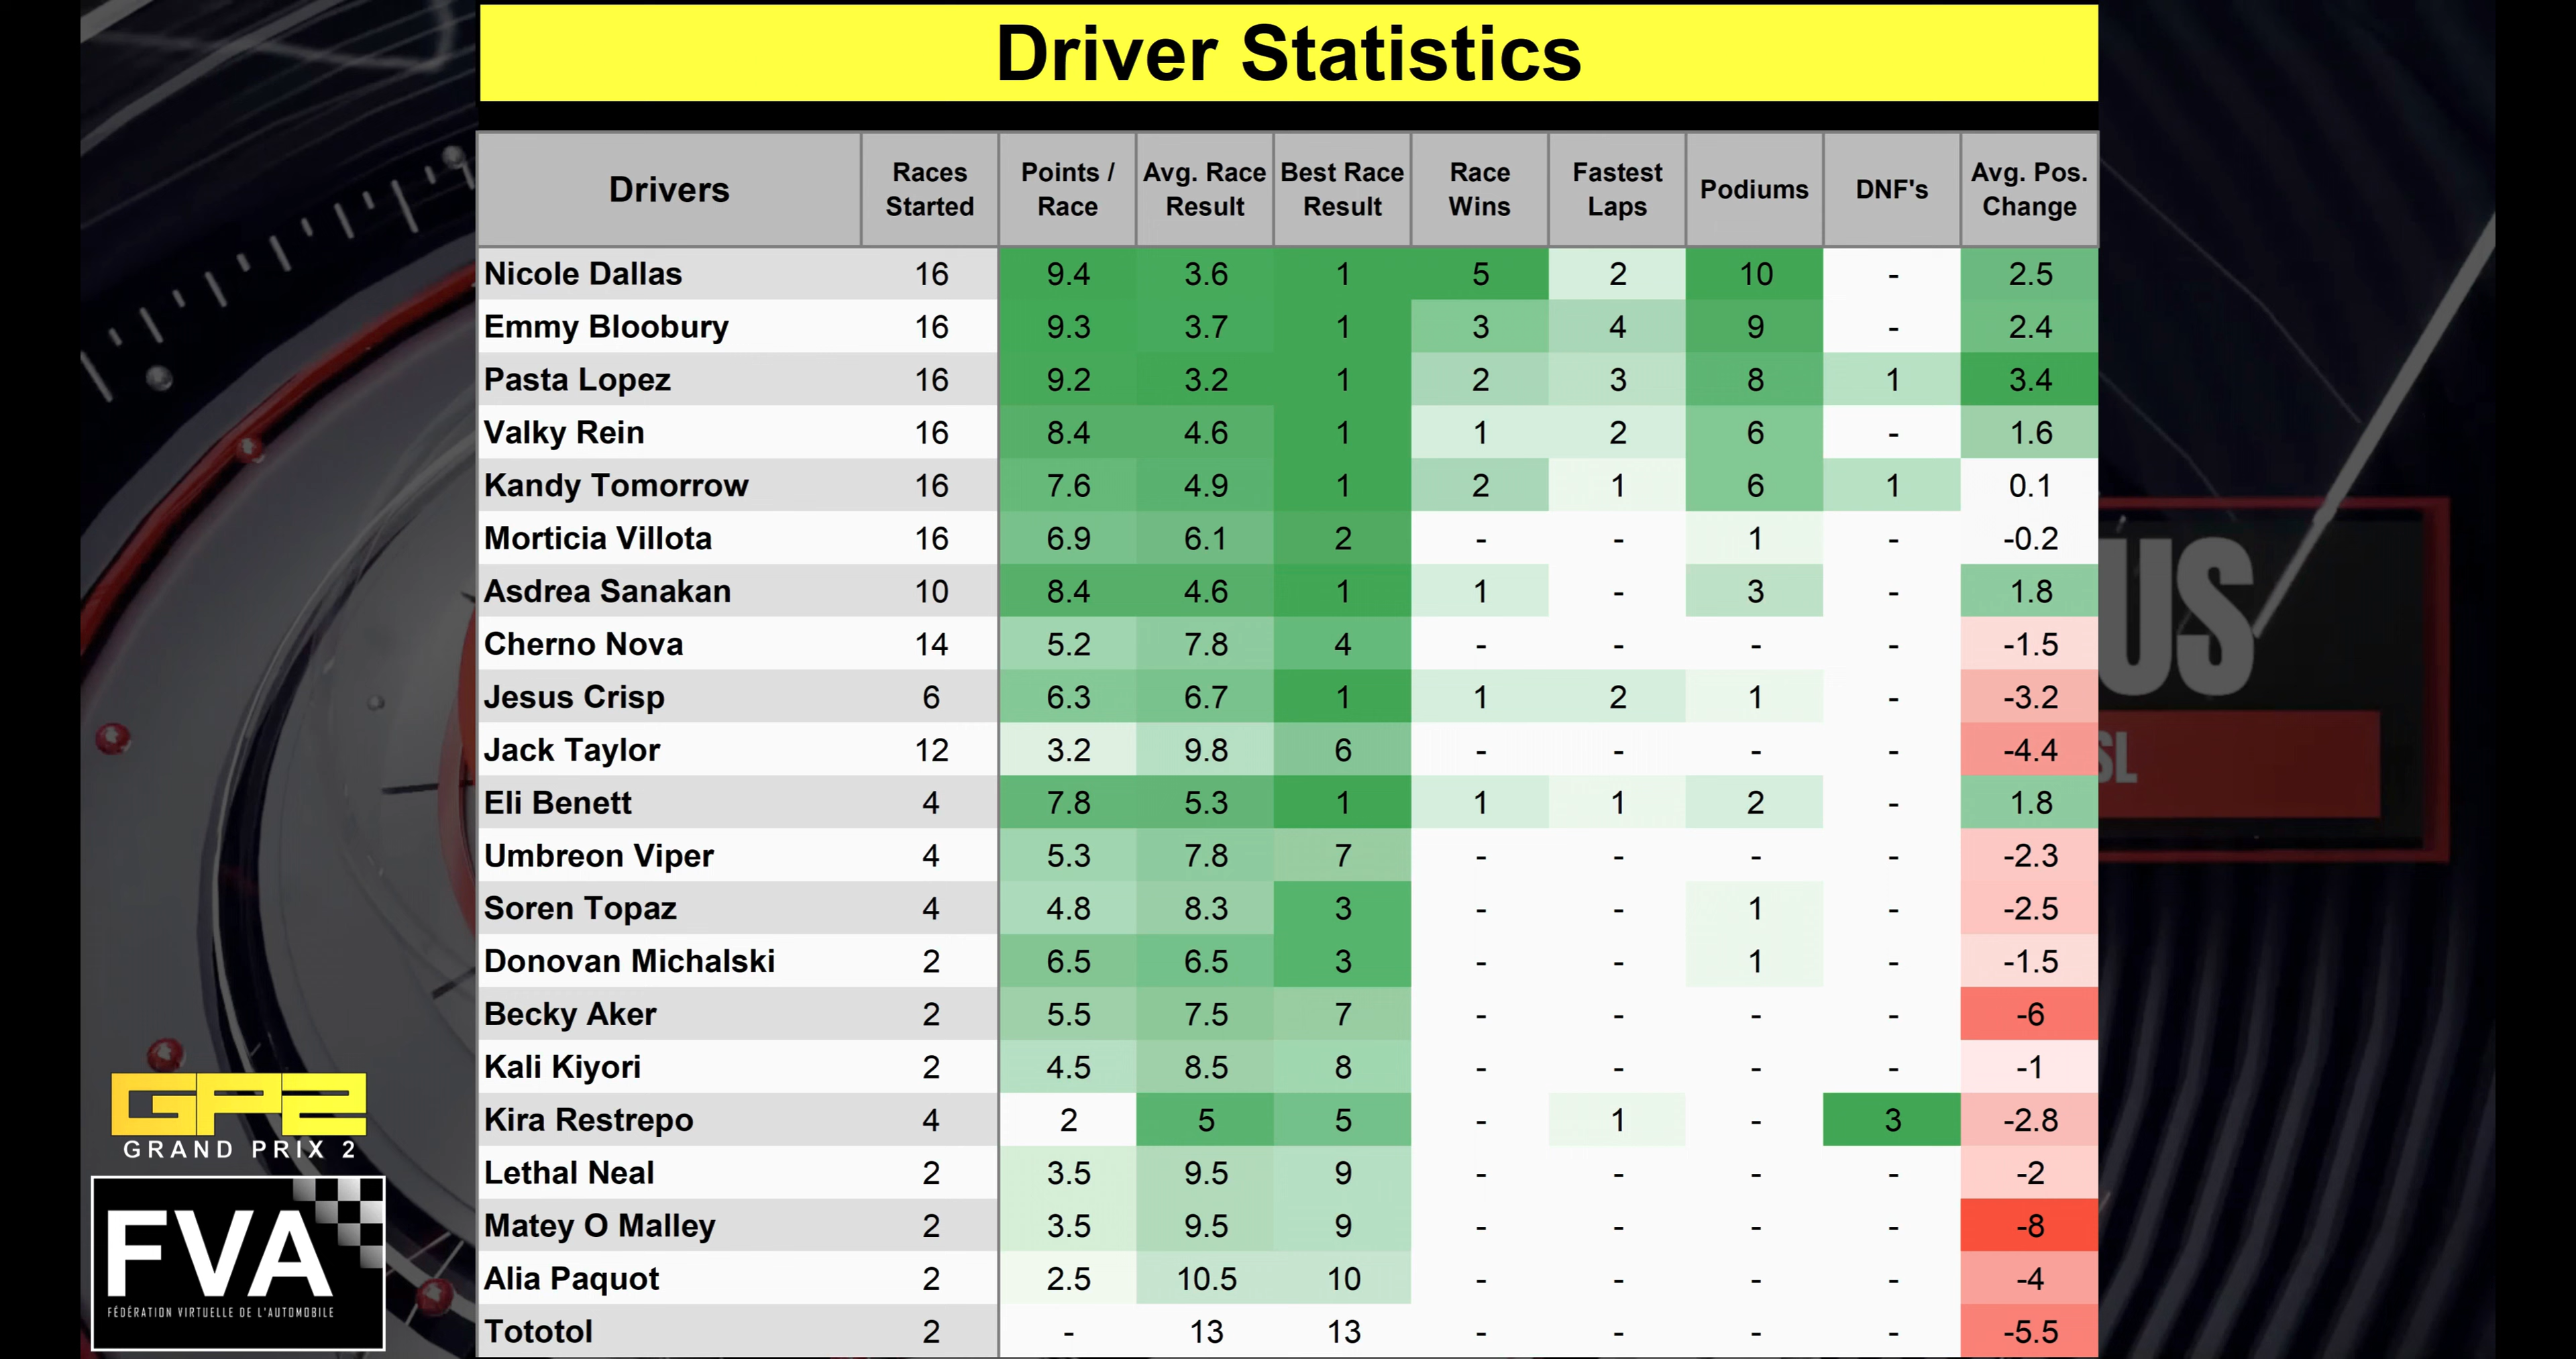 Driver Statistics
Drivers Races Started Points / Race Avg. Race Result Best Race Result Race Wins Fastest Laps Podiums DNF's Avg. Pos. Change
Nicole Dallas 16 9.4 3.6 1 5 2 10 - 2.5
Emmy Bloobury 16 9.3 3.7 1 3 4 9 - 2.4
Pasta Lopez 16 9.2 3.2 1 2 3 8 1 3.4
Valky Rein 16 8.4 4.6 1 1 2 6 - 1.6
Kandy Tomorrow 16 7.6 4.9 1 2 1 6 1 0.1
Morticia Villota 16 6.9 6.1 2 - - 1 - -0.2
Asdrea Sanakan 10 8.4 4.6 1 1 - 3 - 1.8
Cherno Nova 14 5.2 7.8 4 - - - - -1.5
Jesus Crisp 6 6.3 6.7 1 1 2 1 - -3.2
Jack Taylor 12 3.2 9.8 6 - - - - -4.4
Eli Benett 4 7.8 5.3 1 1 1 2 - 1.8
Umbreon Viper 4 5.3 7.8 7 - - - - -2.3
Soren Topaz 4 4.8 8.3 3 - - 1 - -2.5
Donovan Michalski 2 6.5 6.5 3 - - 1 - -1.5
Becky Aker 2 5.5 7.5 7 - - - - -6
Kali Kiyori 2 4.5 8.5 8 - - - - -1
Kira Restrepo 4 2 5 5 - 1 - 3 -2.8
Lethal Neal 2 3.5 9.5 9 - - - - -2
Matey O Malley 2 3.5 9.5 9 - - - - -8
Alia Paquot 2 2.5 10.5 10 - - - - -4
Tototol 2 - 13 13 - - - - -5.5
US
SL
GP2
GRAND PRIX 2
FVA
FÉDÉRATION VIRTUELLE DE L'AUTOMOBILE